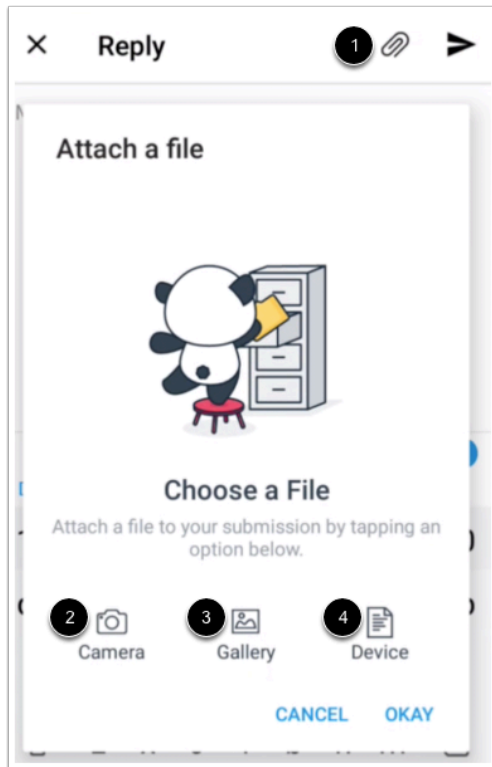 Reply
1
Attach a file
Choose a File
Attach a file to your submission by tapping an
option below.
2
3
4
Camera
Gallery
Device
CANCEL
OKAY